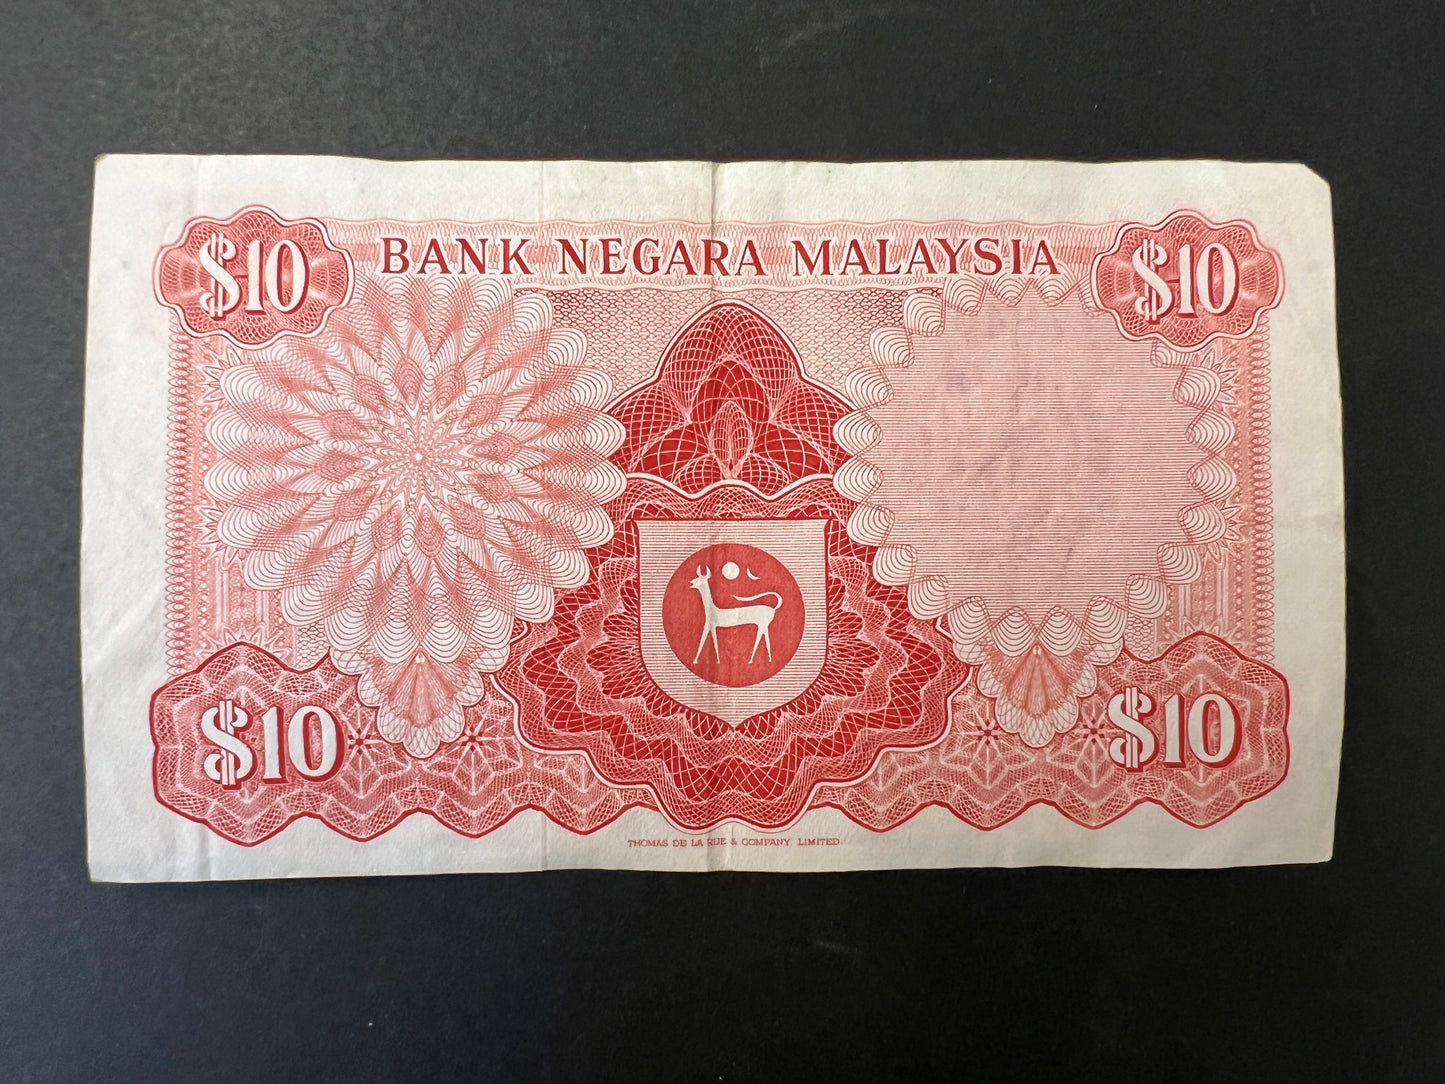 $10 BANK NEGARA MALAYSIA $10
$10 $10
THOMAS DE LA RUE & COMPANY, LIMITED.